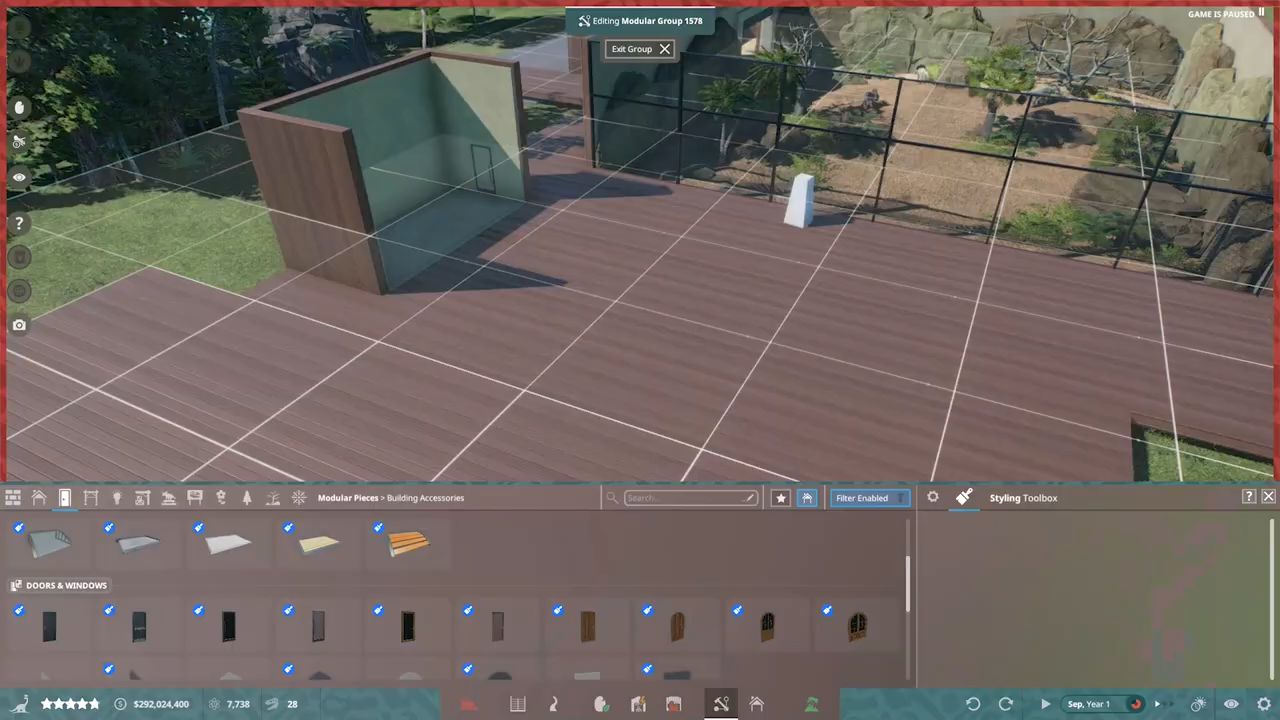 Editing Modular Group 1578
GAME IS PAUSED
Exit Group
?
Modular Pieces > Building Accessories
Search...
Filter Enabled
Styling Toolbox
?
DOORS & WINDOWS
$292,024,400
7,738
28
Sep, Year 1